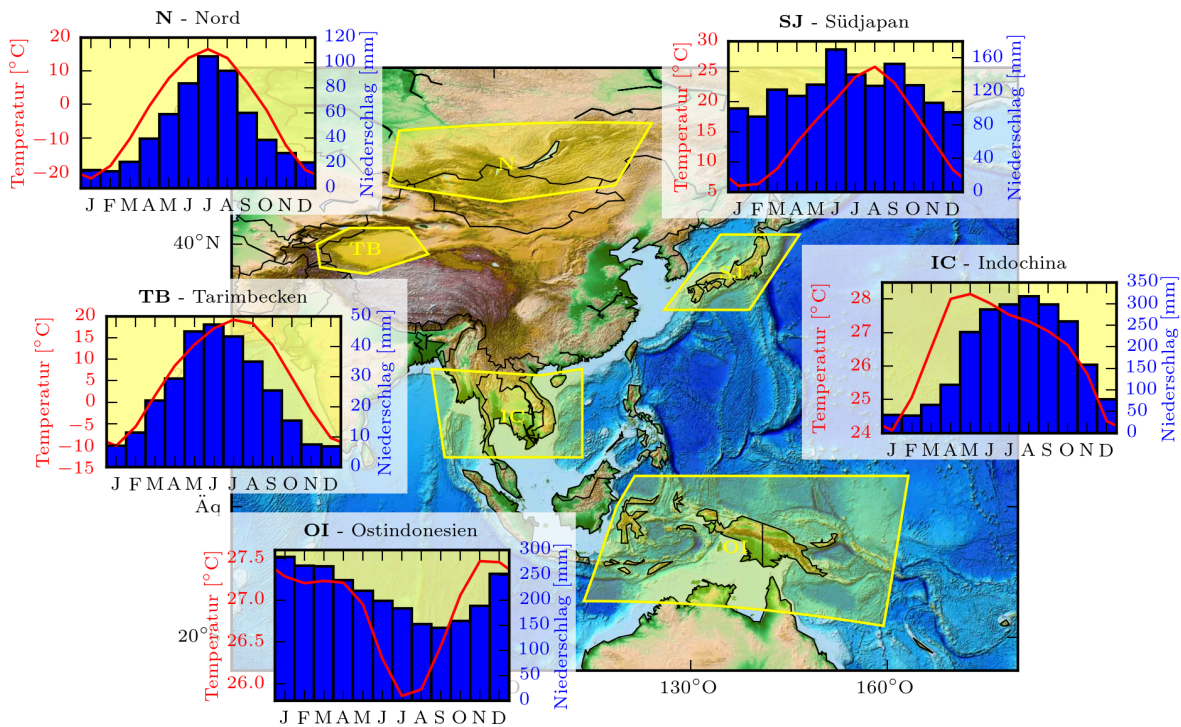 N - Nord
Temperatur [°C]
20
10
0
−10
−20
120
100
80
60
40
20
0
Niederschlag [mm]
J F M A M J J A S O N D
SJ - Südjapan
Temperatur [°C]
30
25
20
15
10
5
160
120
80
40
0
Niederschlag [mm]
J F M A M J J A S O N D
N
40°N
TB
SJ
TB - Tarimbecken
Temperatur [°C]
20
15
10
5
0
−5
−10
−15
50
40
30
20
10
0
Niederschlag [mm]
J F M A M J J A S O N D
IC - Indochina
Temperatur [°C]
28
27
26
25
24
350
300
250
200
150
100
50
0
Niederschlag [mm]
J F M A M J J A S O N D
IC
Äq
OI
OI - Ostindonesien
Temperatur [°C]
27.5
27.0
26.5
26.0
300
250
200
150
100
50
0
Niederschlag [mm]
J F M A M J J A S O N D
20°
130°O
160°O